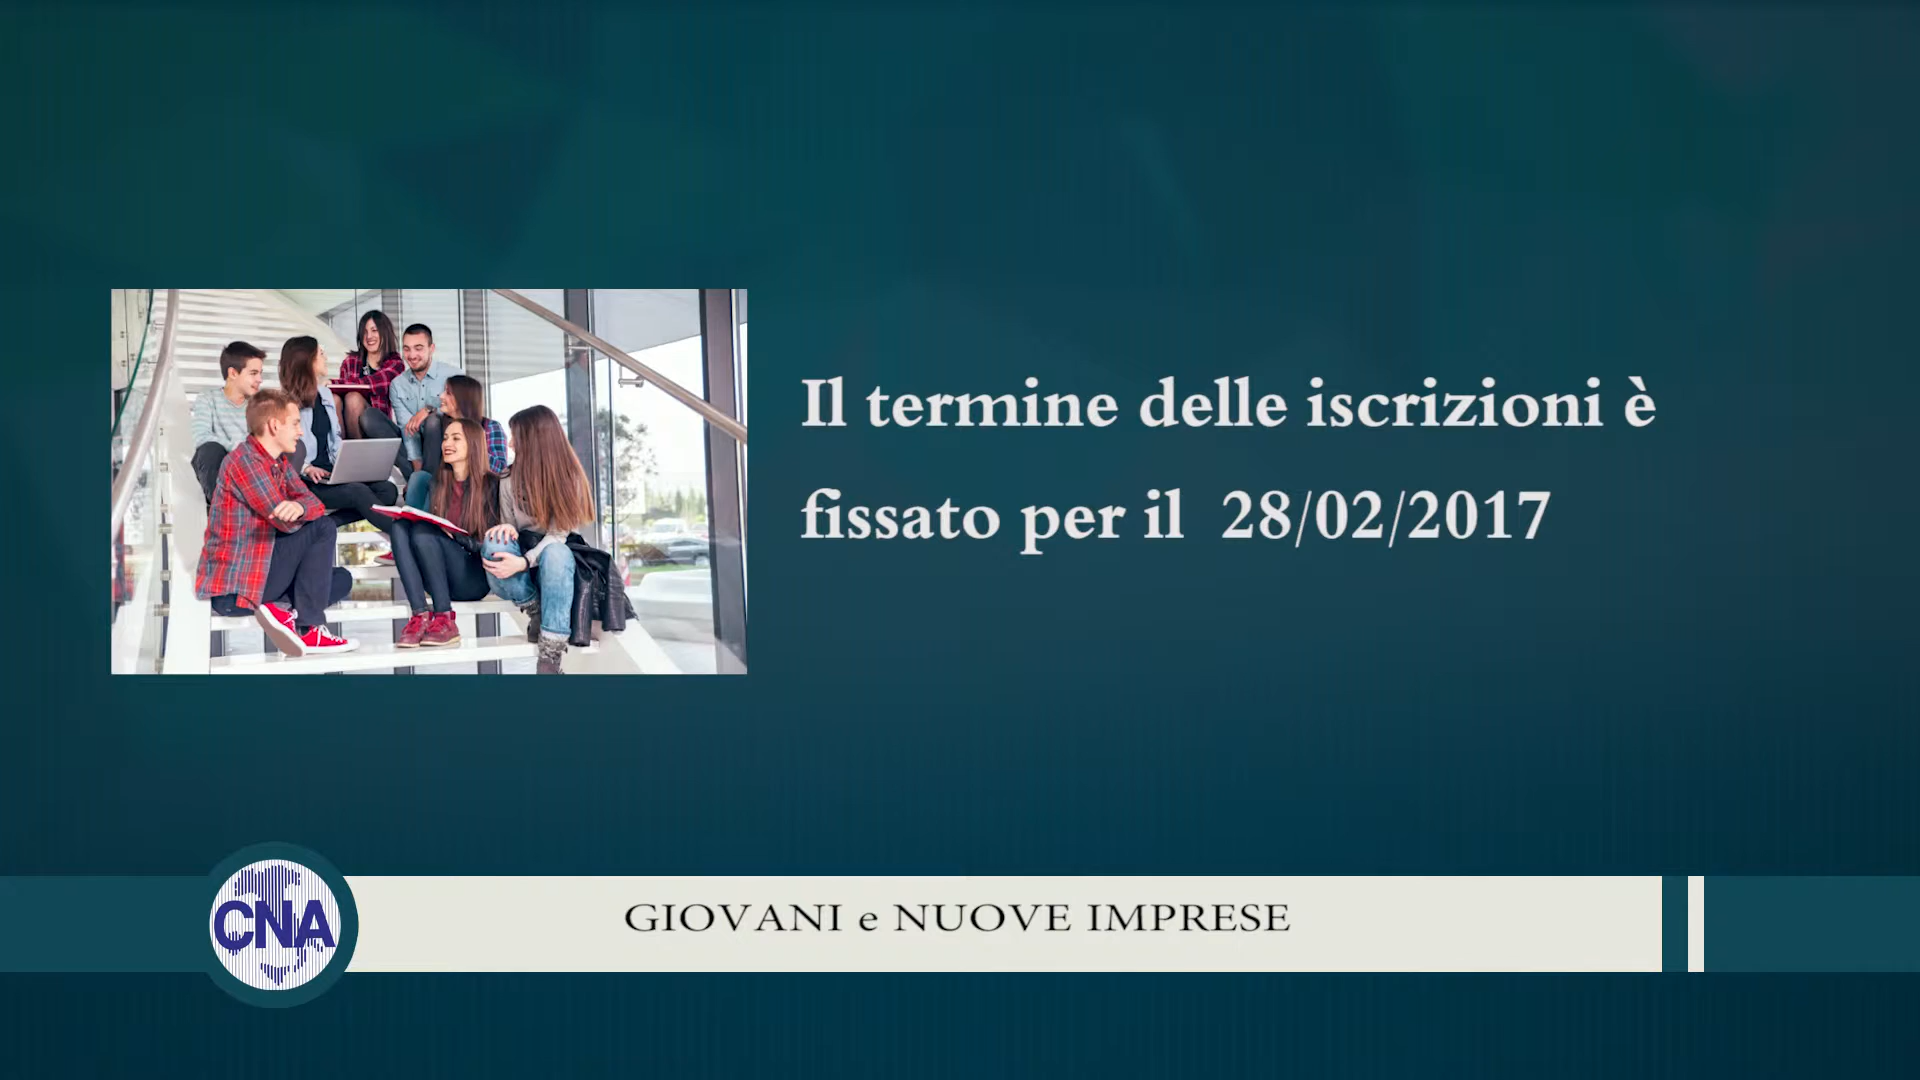 Il termine delle iscrizioni è
fissato per il 28/02/2017
CNA
GIOVANI e NUOVE IMPRESE